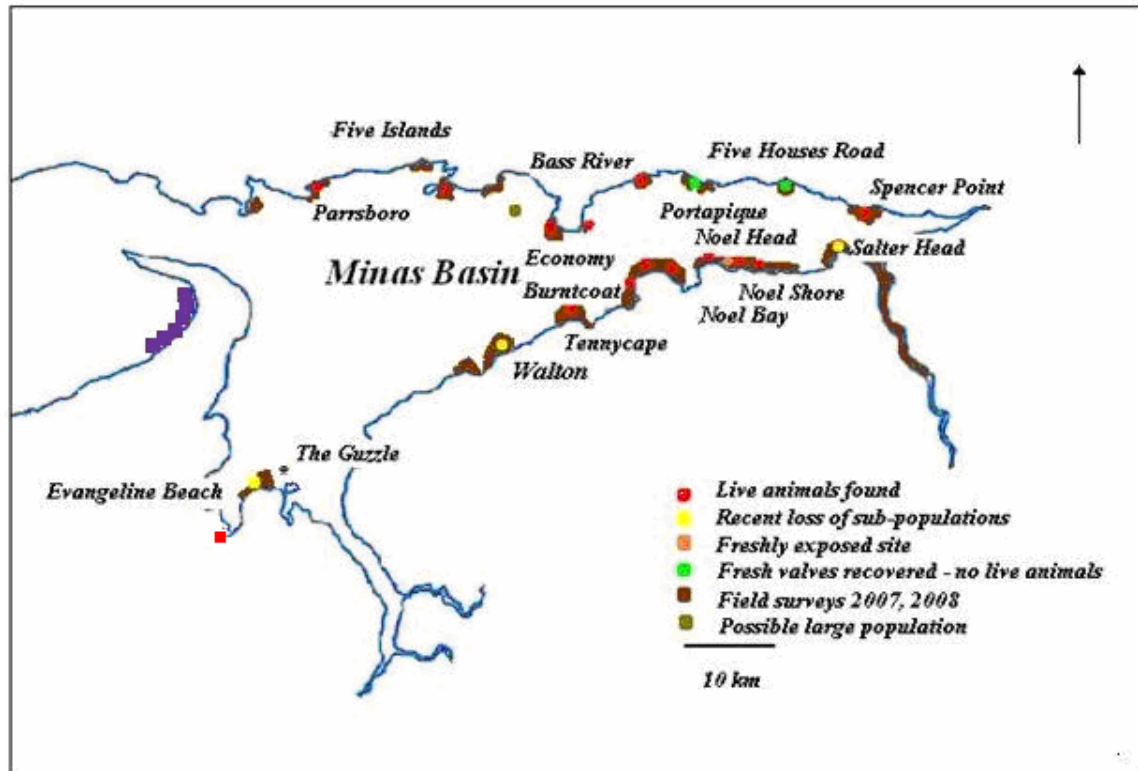 Five Islands
Bass River
Five Houses Road
Spencer Point
Parrsboro
Portapique
Noel Head
Salter Head
Economy
Minas Basin
Burntcoat
Noel Shore
Noel Bay
Tennycape
Walton
The Guzzle
Evangeline Beach
Live animals found
Recent loss of sub-populations
Freshly exposed site
Fresh valves recovered - no live animals
Field surveys 2007, 2008
Possible large population
10 km